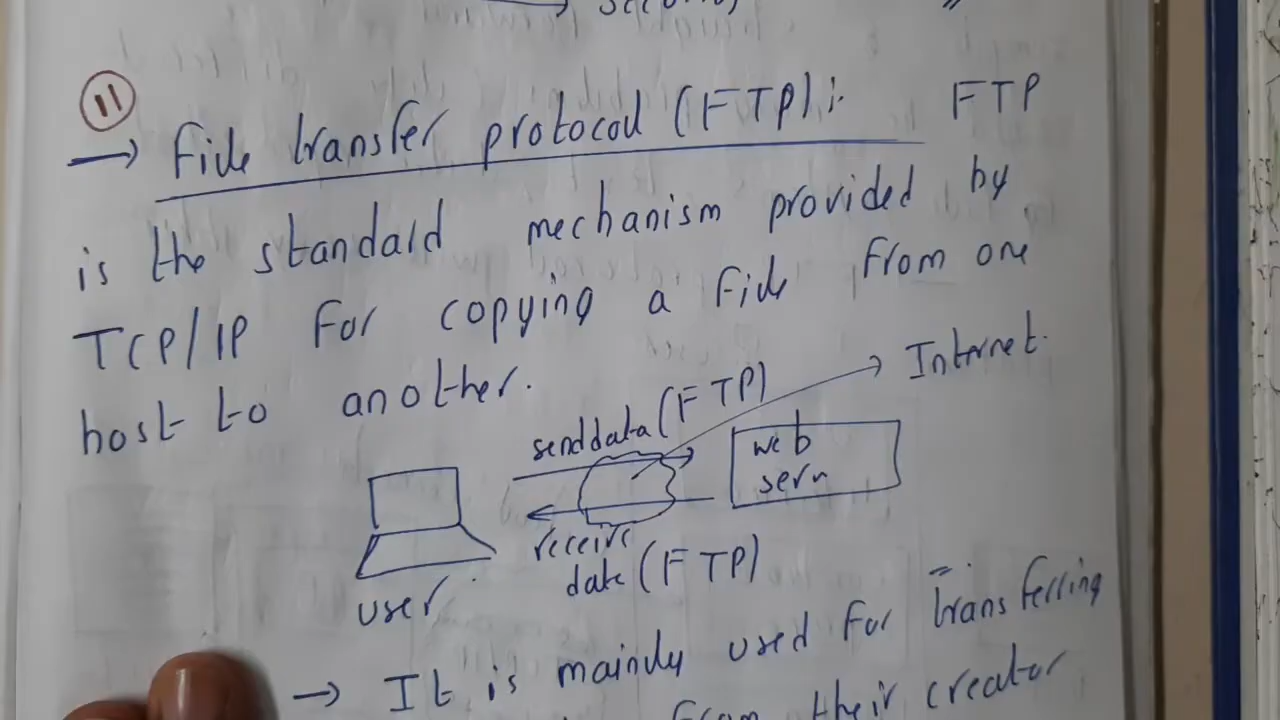 11
→ File transfer protocol (FTP): FTP
is the standard mechanism provided by
TCP/IP for copying a file from one
host to another.
Internet.
send data (FTP)
web
server
receive
data (FTP)
user
→ It is mainly used for transferring
from their creator